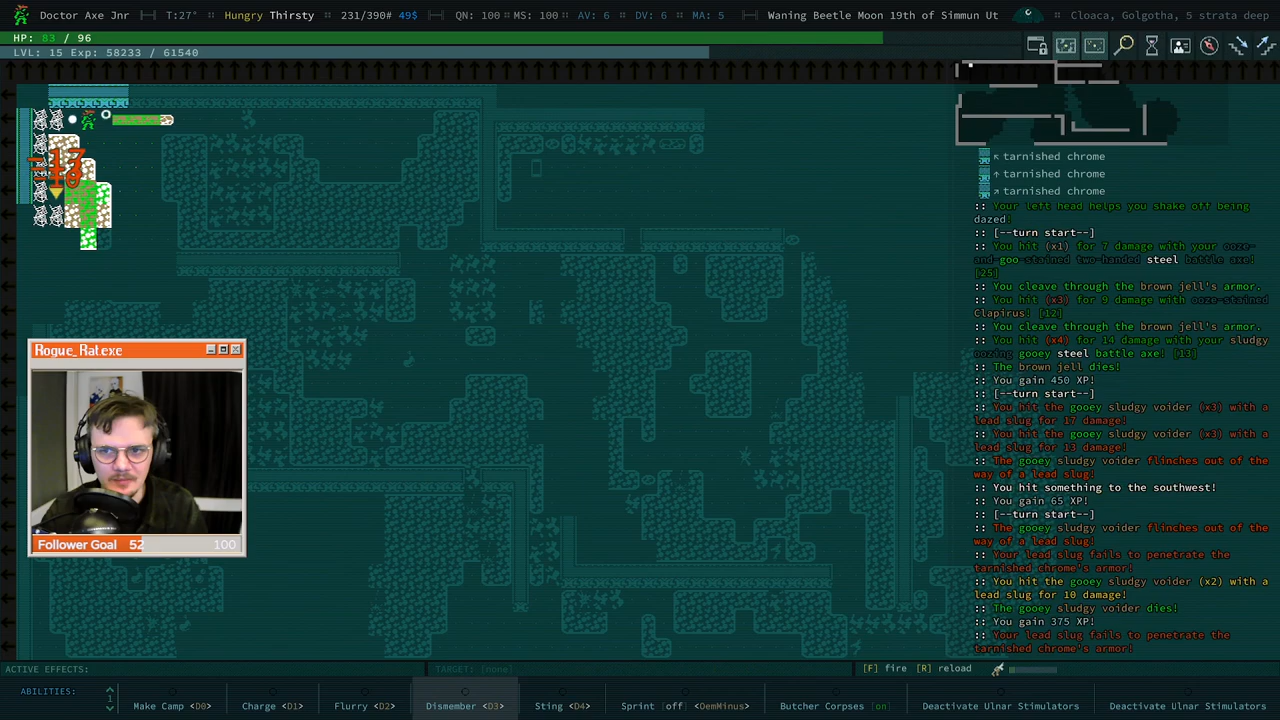 Doctor Axe Jnr T:27° :: Hungry Thirsty :: 231/390# 49$ QN: 100 :: MS: 100 :: AV: 6 :: DV: 6 :: MA: 5 Waning Beetle Moon 19th of Simmun Ut :: Cloaca, Golgotha, 5 strata deep
HP: 83 / 96
LVL: 15 Exp: 58233 / 61540
tarnished chrome
tarnished chrome
tarnished chrome
:: Your left head helps you shake off being
dazed!
:: [--turn start--]
:: You hit (x1) for 7 damage with your ooze-
and-goo-stained two-handed steel battle axe!
[25]
:: You cleave through the brown jell's armor.
:: You hit (x3) for 9 damage with ooze-stained
Clapirus! [12]
:: You cleave through the brown jell's armor.
:: You hit (x4) for 14 damage with your sludgy
oozing gooey steel battle axe! [13]
:: The brown jell dies!
:: You gain 450 XP!
:: [--turn start--]
:: You hit the gooey sludgy voider (x3) with a
lead slug for 17 damage!
:: You hit the gooey sludgy voider (x3) with a
lead slug for 13 damage!
:: The gooey sludgy voider flinches out of the
way of a lead slug!
:: You hit something to the southwest!
:: You gain 65 XP!
:: [--turn start--]
:: The gooey sludgy voider flinches out of the
way of a lead slug!
:: Your lead slug fails to penetrate the
tarnished chrome's armor!
:: You hit the gooey sludgy voider (x2) with a
lead slug for 10 damage!
:: The gooey sludgy voider dies!
:: You gain 375 XP!
:: Your lead slug fails to penetrate the
tarnished chrome's armor!
Rogue_Rat.exe
Follower Goal 52 100
ACTIVE EFFECTS: TARGET: [none] [F] fire [R] reload
ABILITIES: 1 Make Camp <D0> Charge <D1> Flurry <D2> Dismember <D3> Sting <D4> Sprint [off] <OemMinus> Butcher Corpses [on] Deactivate Ulnar Stimulators Deactivate Ulnar Stimulators